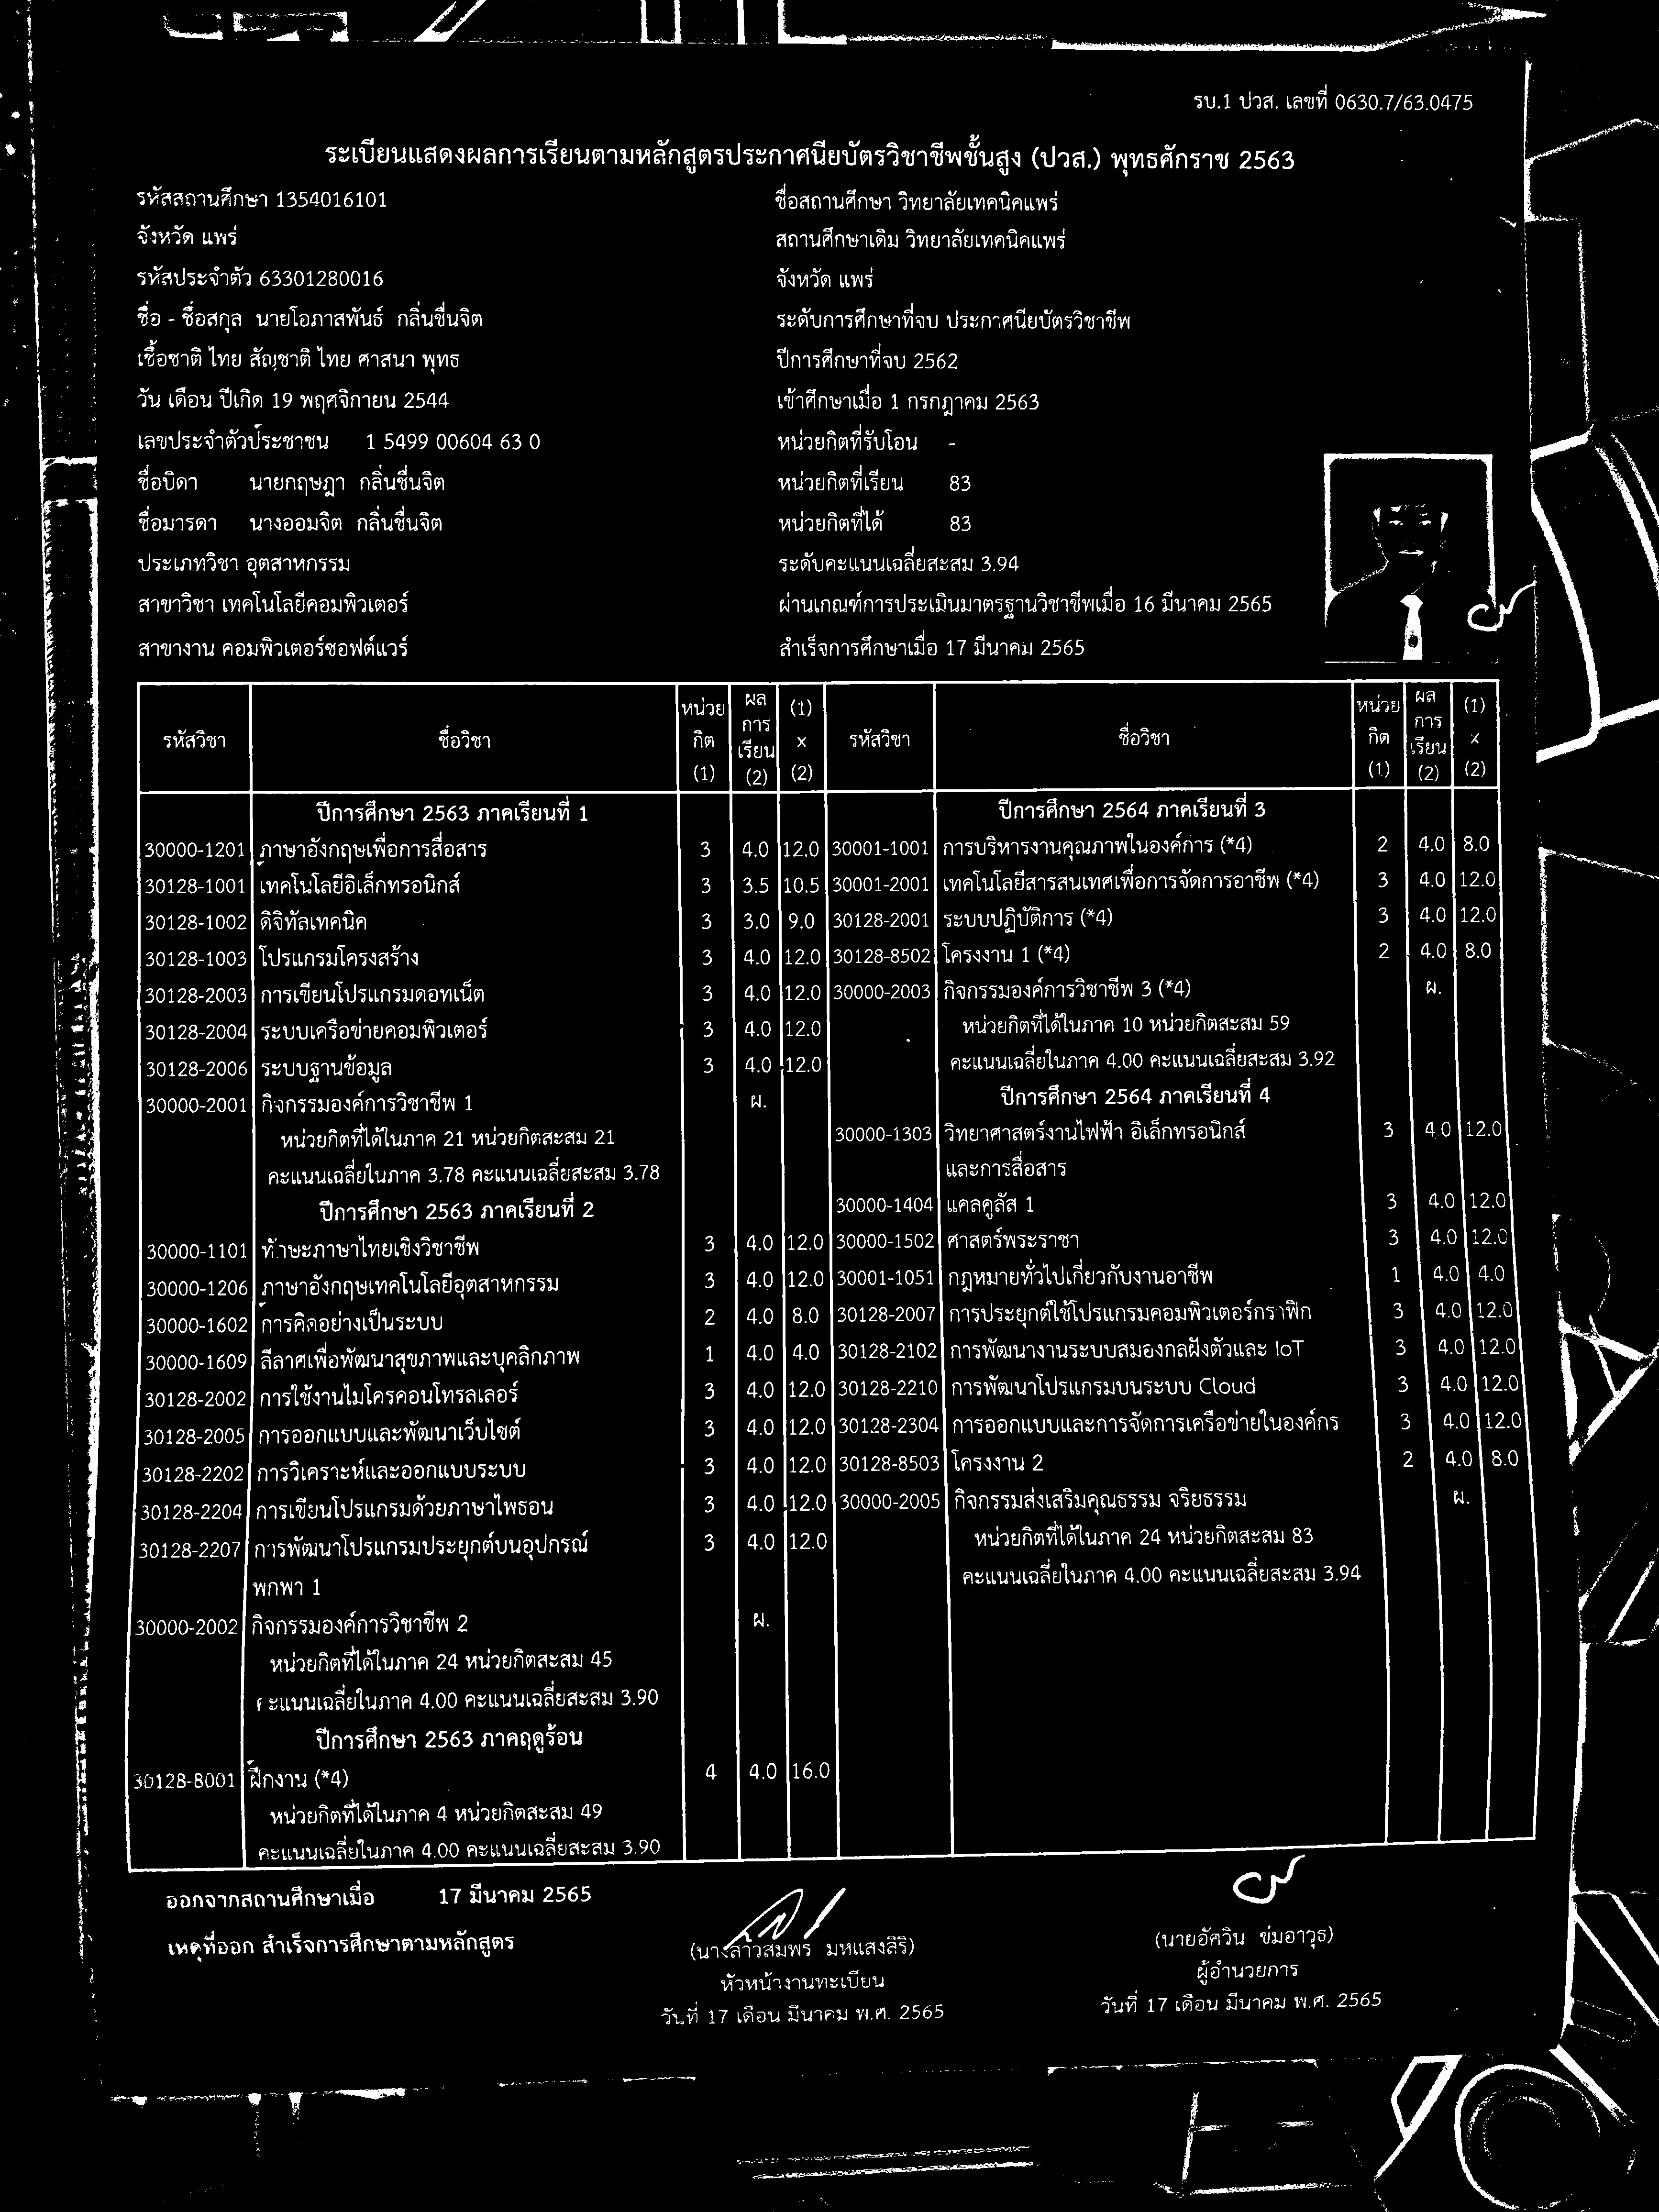 รบ.1 ปวส. เลขที่ 0630.7/63.0475
ระเบียนแสดงผลการเรียนตามหลักสูตรประกาศนียบัตรวิชาชีพชั้นสูง (ปวส.) พุทธศักราช 2563
รหัสสถานศึกษา 1354016101
จังหวัด แพร่
รหัสประจำตัว 63301280016
ชื่อ - ชื่อสกุล นายโอภาสพันธ์ กลิ่นชื่นจิต
เชื้อชาติ ไทย สัญชาติ ไทย ศาสนา พุทธ
วัน เดือน ปีเกิด 19 พฤศจิกายน 2544
เลขประจำตัวประชาชน 1 5499 00604 63 0
ชื่อบิดา นายกฤษฎา กลิ่นชื่นจิต
ชื่อมารดา นางออมจิต กลิ่นชื่นจิต
ประเภทวิชา อุตสาหกรรม
สาขาวิชา เทคโนโลยีคอมพิวเตอร์
สาขางาน คอมพิวเตอร์ซอฟต์แวร์
ชื่อสถานศึกษา วิทยาลัยเทคนิคแพร่
สถานศึกษาเดิม วิทยาลัยเทคนิคแพร่
จังหวัด แพร่
ระดับการศึกษาที่จบ ประกาศนียบัตรวิชาชีพ
ปีการศึกษาที่จบ 2562
เข้าศึกษาเมื่อ 1 กรกฎาคม 2563
หน่วยกิตที่รับโอน -
หน่วยกิตที่เรียน 83
หน่วยกิตที่ได้ 83
ระดับคะแนนเฉลี่ยสะสม 3.94
ผ่านเกณฑ์การประเมินมาตรฐานวิชาชีพเมื่อ 16 มีนาคม 2565
สำเร็จการศึกษาเมื่อ 17 มีนาคม 2565
รหัสวิชา ชื่อวิชา หน่วยกิต (1) ผลการเรียน (2) (1) x (2)
ปีการศึกษา 2563 ภาคเรียนที่ 1
30000-1201 ภาษาอังกฤษเพื่อการสื่อสาร 3 4.0 12.0
30128-1001 เทคโนโลยีอิเล็กทรอนิกส์ 3 3.5 10.5
30128-1002 ดิจิทัลเทคนิค 3 3.0 9.0
30128-1003 โปรแกรมโครงสร้าง 3 4.0 12.0
30128-2003 การเขียนโปรแกรมดอทเน็ต 3 4.0 12.0
30128-2004 ระบบเครือข่ายคอมพิวเตอร์ 3 4.0 12.0
30128-2006 ระบบฐานข้อมูล 3 4.0 12.0
30000-2001 กิจกรรมองค์การวิชาชีพ 1 ผ.
หน่วยกิตที่ได้ในภาค 21 หน่วยกิตสะสม 21
คะแนนเฉลี่ยในภาค 3.78 คะแนนเฉลี่ยสะสม 3.78
ปีการศึกษา 2563 ภาคเรียนที่ 2
30000-1101 ทักษะภาษาไทยเชิงวิชาชีพ 3 4.0 12.0
30000-1206 ภาษาอังกฤษเทคโนโลยีอุตสาหกรรม 3 4.0 12.0
30000-1602 การคิดอย่างเป็นระบบ 2 4.0 8.0
30000-1609 ลีลาศเพื่อพัฒนาสุขภาพและบุคลิกภาพ 1 4.0 4.0
30128-2002 การใช้งานไมโครคอนโทรลเลอร์ 3 4.0 12.0
30128-2005 การออกแบบและพัฒนาเว็บไซต์ 3 4.0 12.0
30128-2202 การวิเคราะห์และออกแบบระบบ 3 4.0 12.0
30128-2204 การเขียนโปรแกรมด้วยภาษาไพธอน 3 4.0 12.0
30128-2207 การพัฒนาโปรแกรมประยุกต์บนอุปกรณ์ 3 4.0 12.0
พกพา 1
30000-2002 กิจกรรมองค์การวิชาชีพ 2 ผ.
หน่วยกิตที่ได้ในภาค 24 หน่วยกิตสะสม 45
คะแนนเฉลี่ยในภาค 4.00 คะแนนเฉลี่ยสะสม 3.90
ปีการศึกษา 2563 ภาคฤดูร้อน
30128-8001 ฝึกงาน (*4) 4 4.0 16.0
หน่วยกิตที่ได้ในภาค 4 หน่วยกิตสะสม 49
คะแนนเฉลี่ยในภาค 4.00 คะแนนเฉลี่ยสะสม 3.90
รหัสวิชา ชื่อวิชา หน่วยกิต (1) ผลการเรียน (2) (1) x (2)
ปีการศึกษา 2564 ภาคเรียนที่ 3
30001-1001 การบริหารงานคุณภาพในองค์การ (*4) 2 4.0 8.0
30001-2001 เทคโนโลยีสารสนเทศเพื่อการจัดการอาชีพ (*4) 3 4.0 12.0
30128-2001 ระบบปฏิบัติการ (*4) 3 4.0 12.0
30128-8502 โครงงาน 1 (*4) 2 4.0 8.0
30000-2003 กิจกรรมองค์การวิชาชีพ 3 (*4) ผ.
หน่วยกิตที่ได้ในภาค 10 หน่วยกิตสะสม 59
คะแนนเฉลี่ยในภาค 4.00 คะแนนเฉลี่ยสะสม 3.92
ปีการศึกษา 2564 ภาคเรียนที่ 4
30000-1303 วิทยาศาสตร์งานไฟฟ้า อิเล็กทรอนิกส์ 3 4.0 12.0
และการสื่อสาร
30000-1404 แคลคูลัส 1 3 4.0 12.0
30000-1502 ศาสตร์พระราชา 3 4.0 12.0
30001-1051 กฎหมายทั่วไปเกี่ยวกับงานอาชีพ 1 4.0 4.0
30128-2007 การประยุกต์ใช้โปรแกรมคอมพิวเตอร์กราฟิก 3 4.0 12.0
30128-2102 การพัฒนางานระบบสมองกลฝังตัวและ IoT 3 4.0 12.0
30128-2210 การพัฒนาโปรแกรมบนระบบ Cloud 3 4.0 12.0
30128-2304 การออกแบบและการจัดการเครือข่ายในองค์กร 3 4.0 12.0
30128-8503 โครงงาน 2 2 4.0 8.0
30000-2005 กิจกรรมส่งเสริมคุณธรรม จริยธรรม ผ.
หน่วยกิตที่ได้ในภาค 24 หน่วยกิตสะสม 83
คะแนนเฉลี่ยในภาค 4.00 คะแนนเฉลี่ยสะสม 3.94
ออกจากสถานศึกษาเมื่อ 17 มีนาคม 2565
เหตุที่ออก สำเร็จการศึกษาตามหลักสูตร
(นางสาวสมพร มหแสงสิริ)
หัวหน้างานทะเบียน
วันที่ 17 เดือน มีนาคม พ.ศ. 2565
(นายอัศวิน ข่มอาวุธ)
ผู้อำนวยการ
วันที่ 17 เดือน มีนาคม พ.ศ. 2565